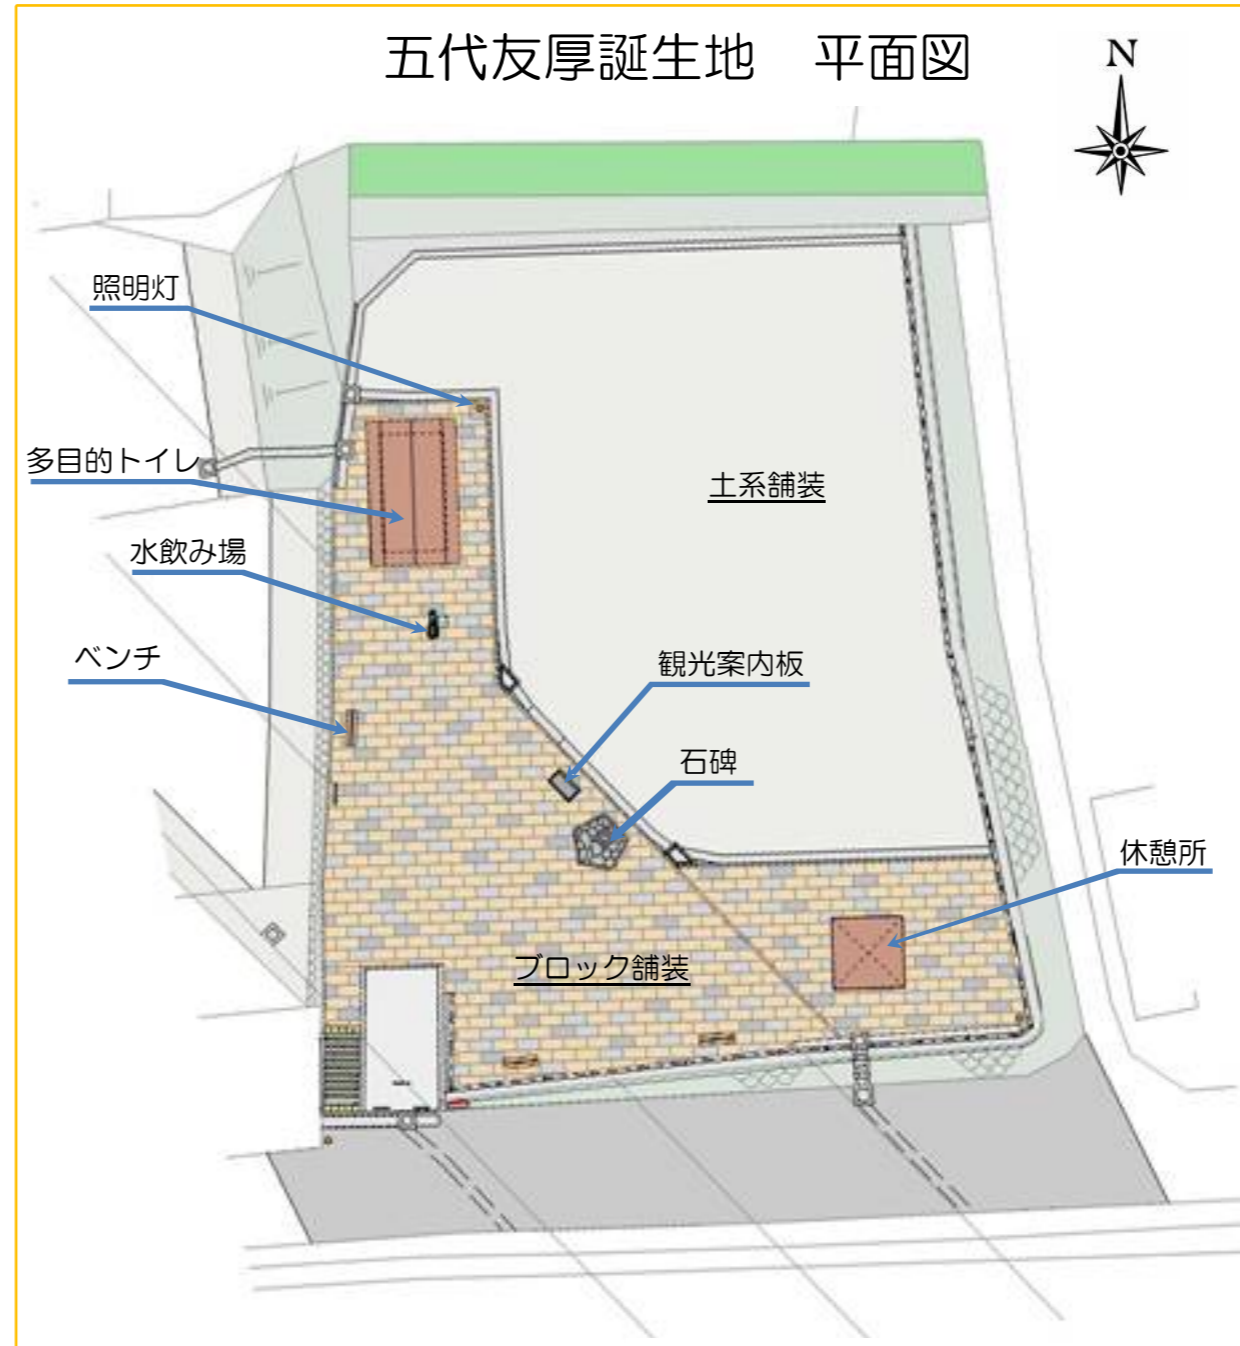 五代友厚誕生地　平面図
N
照明灯
多目的トイレ
土系舗装
水飲み場
ベンチ
観光案内板
石碑
休憩所
ブロック舗装